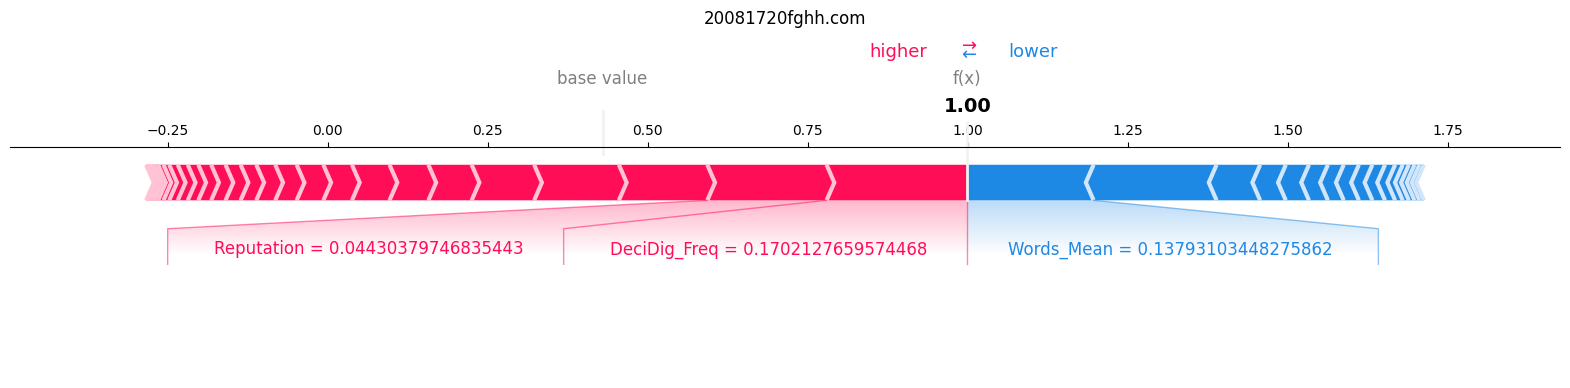 20081720fghh.com
higher ⇄ lower
base value f(x)
1.00
−0.25 0.00 0.25 0.50 0.75 1.00 1.25 1.50 1.75
Reputation = 0.04430379746835443 DeciDig_Freq = 0.1702127659574468 Words_Mean = 0.13793103448275862